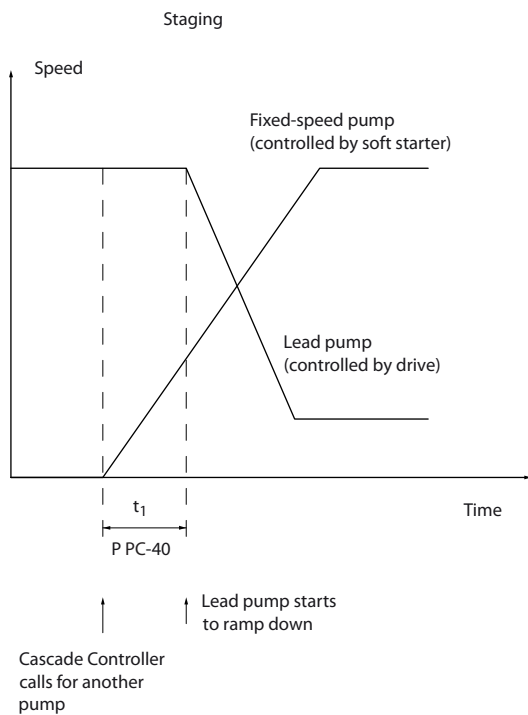 Staging
Speed
Fixed-speed pump
(controlled by soft starter)
Lead pump
(controlled by drive)
t₁
Time
P PC-40
Lead pump starts
to ramp down
Cascade Controller
calls for another
pump